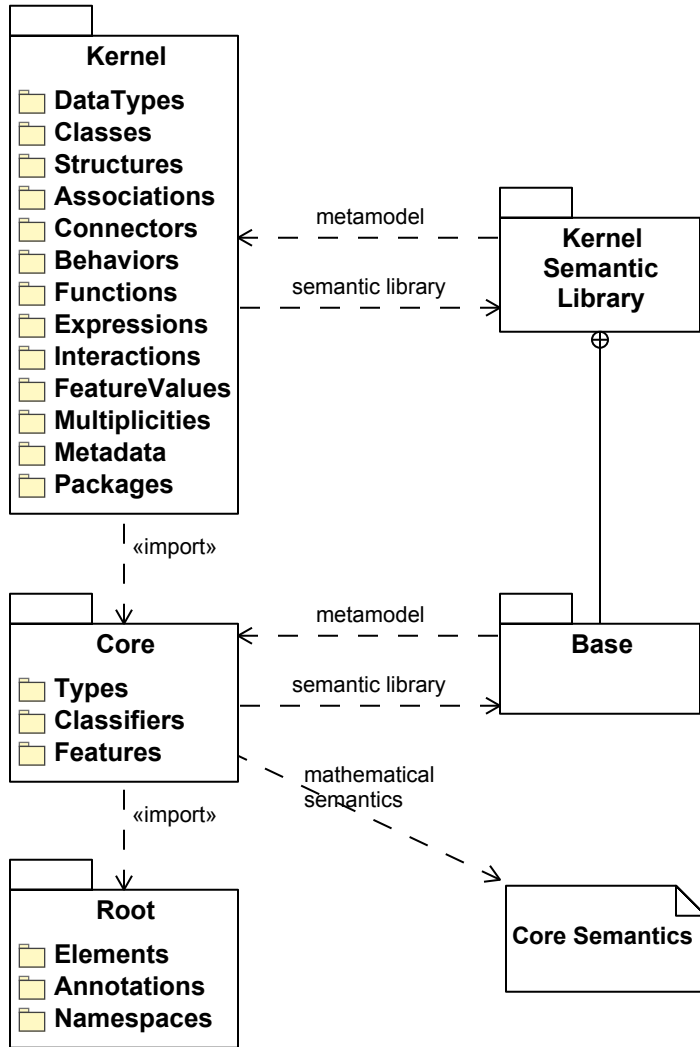 Kernel
DataTypes
Classes
Structures
Associations
Connectors
Behaviors
Functions
Expressions
Interactions
FeatureValues
Multiplicities
Metadata
Packages
metamodel
semantic library
Kernel
Semantic
Library
«import»
Core
Types
Classifiers
Features
metamodel
semantic library
Base
mathematical
semantics
«import»
Root
Elements
Annotations
Namespaces
Core Semantics